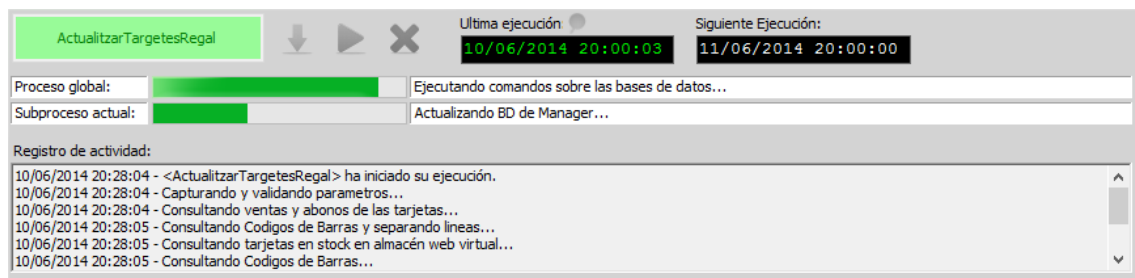 ActualitzarTargetesRegal
Ultima ejecución:
10/06/2014 20:00:03
Siguiente Ejecución:
11/06/2014 20:00:00
Proceso global:
Ejecutando comandos sobre las bases de datos...
Subproceso actual:
Actualizando BD de Manager...
Registro de actividad:
10/06/2014 20:28:04 - <ActualitzarTargetesRegal> ha iniciado su ejecución.
10/06/2014 20:28:04 - Capturando y validando parametros...
10/06/2014 20:28:04 - Consultando ventas y abonos de las tarjetas...
10/06/2014 20:28:05 - Consultando Codigos de Barras y separando lineas...
10/06/2014 20:28:05 - Consultando tarjetas en stock en almacén web virtual...
10/06/2014 20:28:05 - Consultando Codigos de Barras...